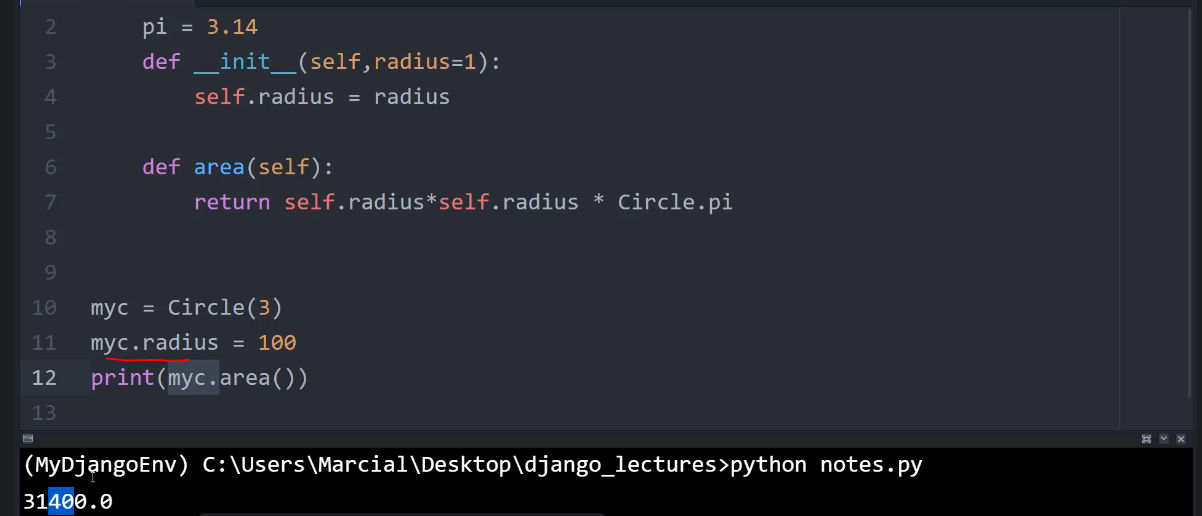 2 pi = 3.14
3 def __init__(self,radius=1):
4 self.radius = radius
5
6 def area(self):
7 return self.radius*self.radius * Circle.pi
8
9
10 myc = Circle(3)
11 myc.radius = 100
12 print(myc.area())
13
(MyDjangoEnv) C:\Users\Marcial\Desktop\django_lectures>python notes.py
31400.0